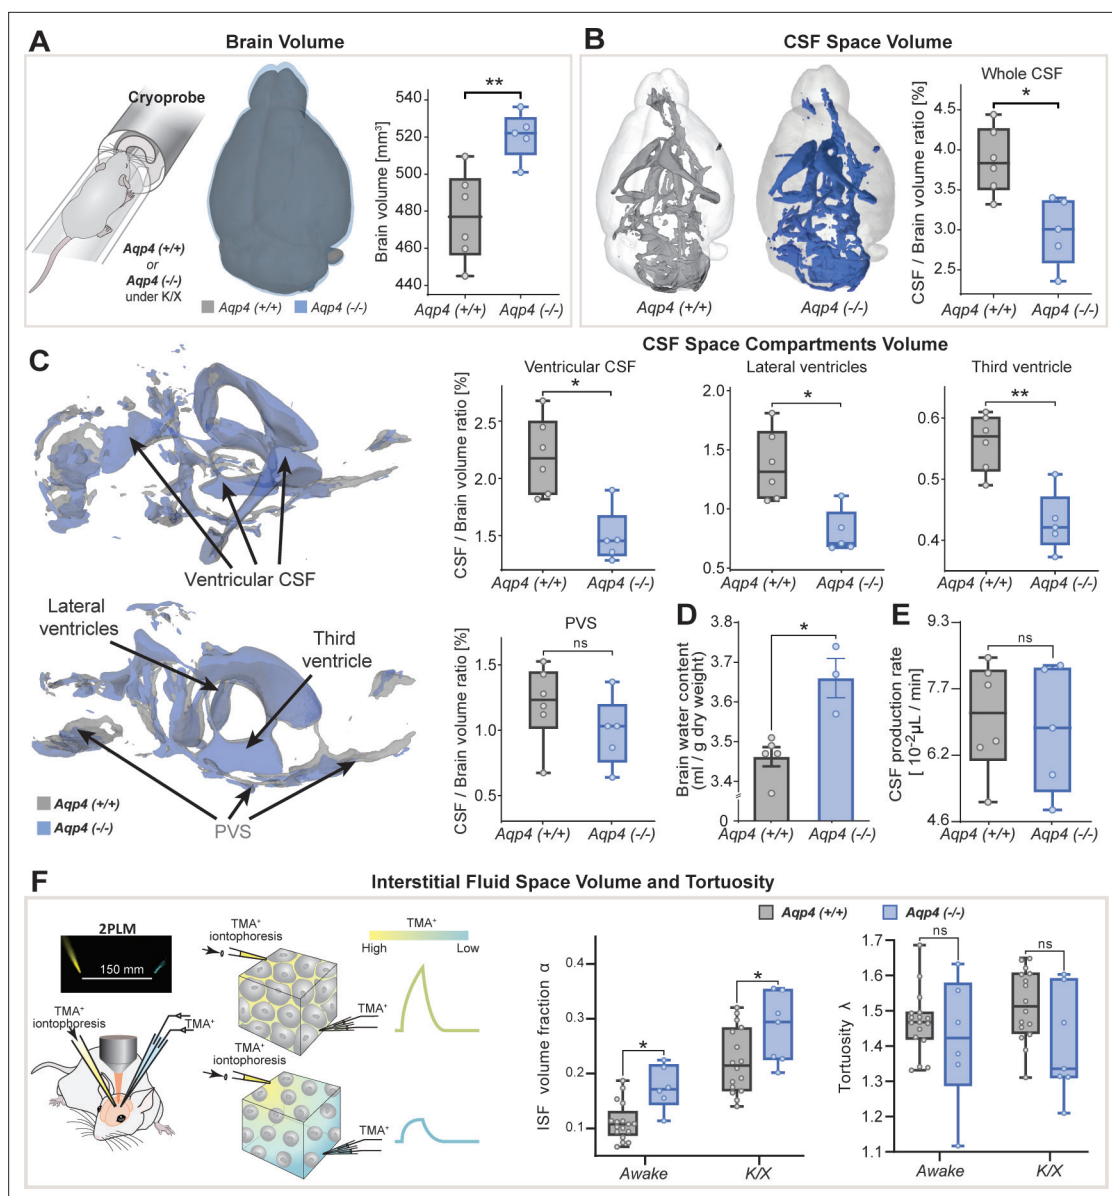 A
Brain Volume
Cryoprobe
Aqp4 (+/+)
or
Aqp4 (-/-)
under K/X
Aqp4 (+/+)
Aqp4 (-/-)
Brain volume [mm³]
540
520
500
480
460
440
**
Aqp4 (+/+)
Aqp4 (-/-)
B
CSF Space Volume
Aqp4 (+/+)
Aqp4 (-/-)
Whole CSF
CSF / Brain volume ratio [%]
4.5
4.0
3.5
3.0
2.5
*
Aqp4 (+/+)
Aqp4 (-/-)
C
CSF Space Compartments Volume
Ventricular CSF
Lateral
ventricles
Third
ventricle
PVS
Aqp4 (+/+)
Aqp4 (-/-)
Ventricular CSF
CSF / Brain volume ratio [%]
2.5
2.0
1.5
*
Aqp4 (+/+)
Aqp4 (-/-)
Lateral ventricles
2.0
1.7
1.4
1.1
0.8
0.5
*
Aqp4 (+/+)
Aqp4 (-/-)
Third ventricle
0.6
0.5
0.4
**
Aqp4 (+/+)
Aqp4 (-/-)
PVS
CSF / Brain volume ratio [%]
1.5
1.0
0.5
ns
Aqp4 (+/+)
Aqp4 (-/-)
D
Brain water content
(ml / g dry weight)
3.8
3.7
3.5
3.4
0
*
Aqp4 (+/+)
Aqp4 (-/-)
E
CSF production rate
[ 10⁻²µL / min]
9.3
7.7
6.2
4.6
ns
Aqp4 (+/+)
Aqp4 (-/-)
F
Interstitial Fluid Space Volume and Tortuosity
2PLM
150 mm
TMA⁺
iontophoresis
TMA⁺
TMA⁺
iontophoresis
TMA⁺
TMA⁺
iontophoresis
TMA⁺
TMA⁺
High
Low
Aqp4 (+/+)
Aqp4 (-/-)
ISF volume fraction α
0.4
0.3
0.2
0.1
*
*
Awake
K/X
Tortuosity λ
1.7
1.6
1.5
1.4
1.3
1.2
1.1
ns
ns
Awake
K/X